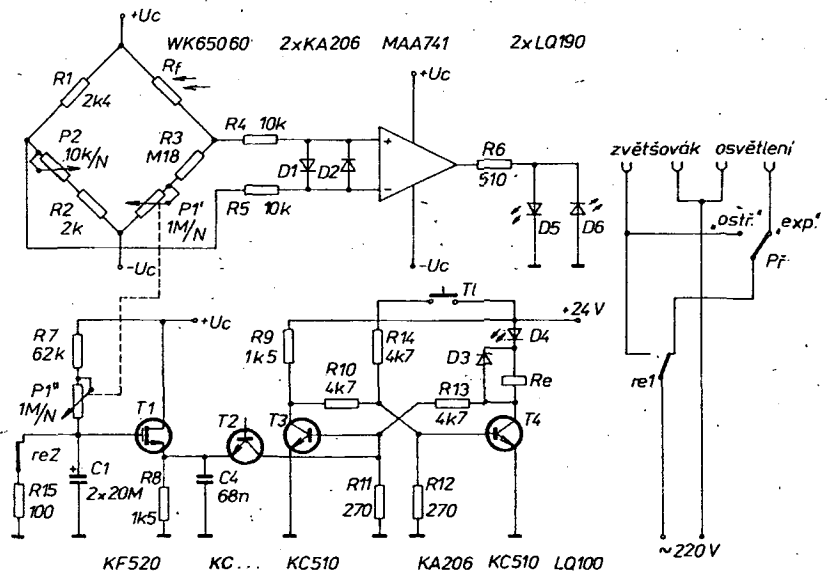 +Uc
WK65060 2xKA206 MAA741 2xLQ190
R1
2k4
Rf
+Uc
P2
10k/N
R3
M18
R4 10k
R2
2k
P1'
1M/N
R5 10k
D1 D2
+
−
R6
510
D5 D6
-Uc
-Uc
zvětšovák osvětlení
„ostř." „exp."
Př
re1
~220 V
+Uc
Tl
+24 V
R7
62k
P1"
1M/N
R9
1k5
R14
4k7
R10
4k7
D3
D4
R13
4k7
Re
T1 T2 T3 T4
re2
R15
100
+
C1
2x20M
R8
1k5
C4
68n
R11
270
R12
270
KF520 KC... KC510 KA206 KC510 LQ100